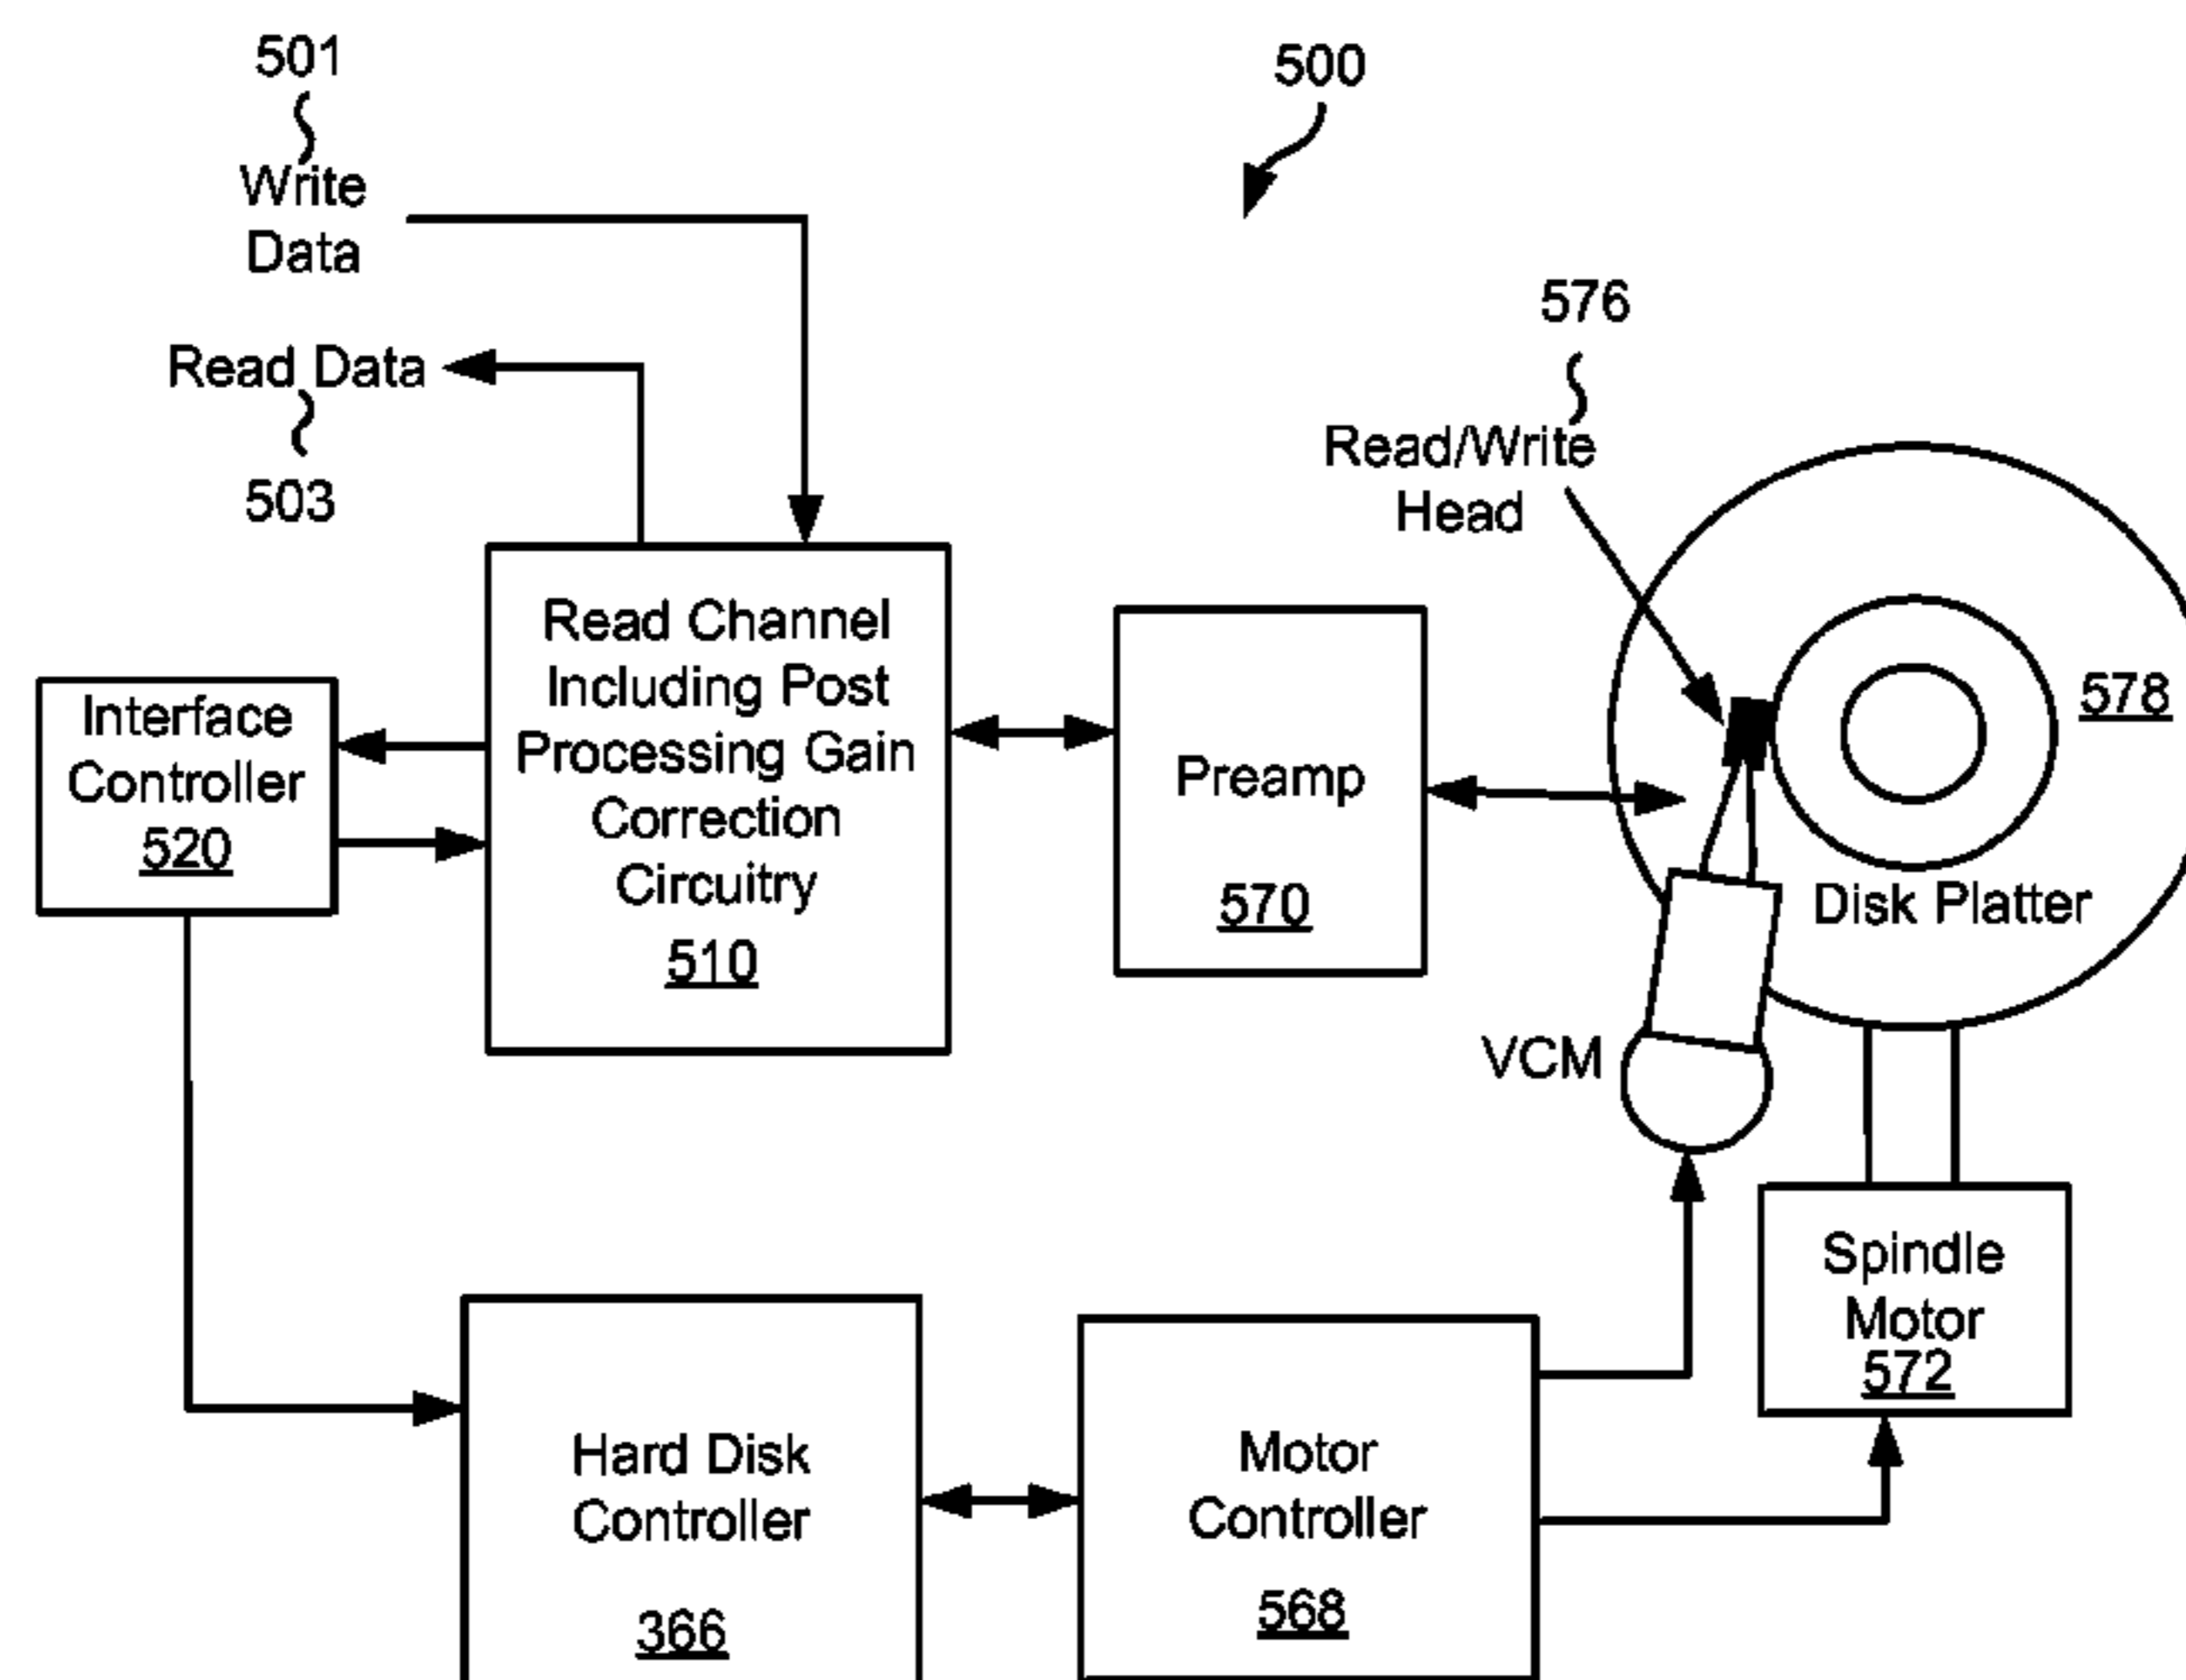 501
Write
Data
500
Read Data
503
576
Read/Write
Head
Interface
Controller
520
Read Channel
Including Post
Processing Gain
Correction
Circuitry
510
Preamp
570
578
Disk Platter
VCM
Spindle
Motor
572
Hard Disk
Controller
366
Motor
Controller
568